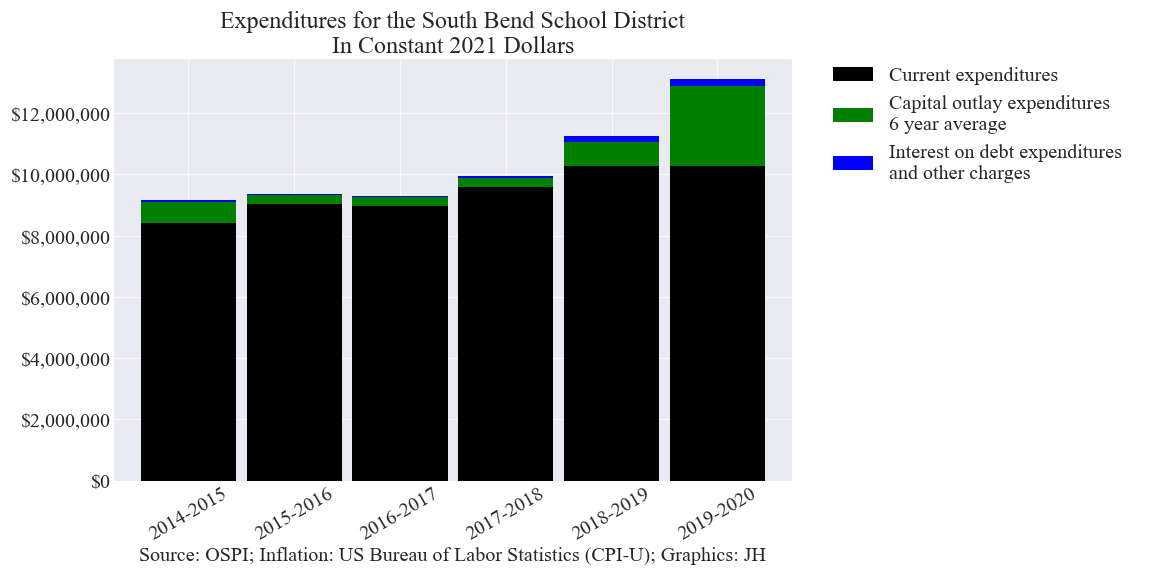 Expenditures for the South Bend School District
In Constant 2021 Dollars
$12,000,000
$10,000,000
$8,000,000
$6,000,000
$4,000,000
$2,000,000
$0
2014-2015
2015-2016
2016-2017
2017-2018
2018-2019
2019-2020
Source: OSPI; Inflation: US Bureau of Labor Statistics (CPI-U); Graphics: JH
Current expenditures
Capital outlay expenditures
6 year average
Interest on debt expenditures
and other charges